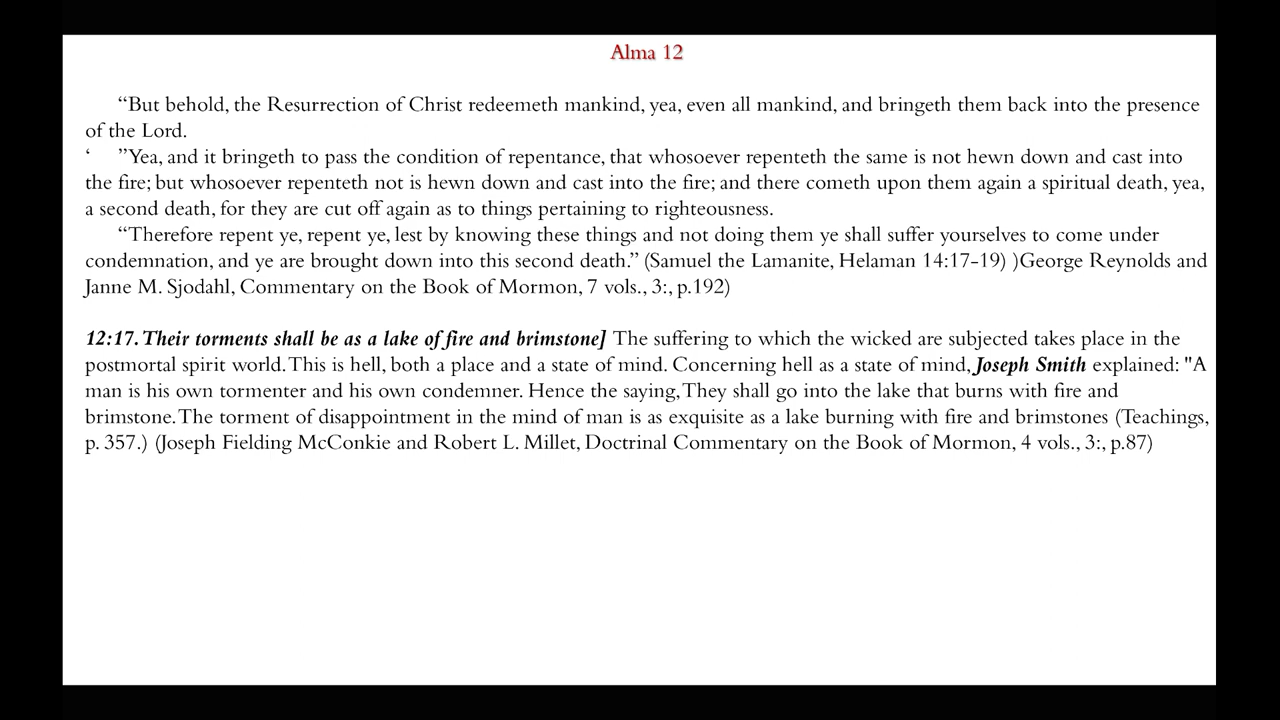 Alma 12
“But behold, the Resurrection of Christ redeemeth mankind, yea, even all mankind, and bringeth them back into the presence
of the Lord.
‘ ”Yea, and it bringeth to pass the condition of repentance, that whosoever repenteth the same is not hewn down and cast into
the fire; but whosoever repenteth not is hewn down and cast into the fire; and there cometh upon them again a spiritual death, yea,
a second death, for they are cut off again as to things pertaining to righteousness.
“Therefore repent ye, repent ye, lest by knowing these things and not doing them ye shall suffer yourselves to come under
condemnation, and ye are brought down into this second death.” (Samuel the Lamanite, Helaman 14:17-19) )George Reynolds and
Janne M. Sjodahl, Commentary on the Book of Mormon, 7 vols., 3:, p.192)
12:17. Their torments shall be as a lake of fire and brimstone] The suffering to which the wicked are subjected takes place in the
postmortal spirit world. This is hell, both a place and a state of mind. Concerning hell as a state of mind, Joseph Smith explained: "A
man is his own tormenter and his own condemner. Hence the saying, They shall go into the lake that burns with fire and
brimstone. The torment of disappointment in the mind of man is as exquisite as a lake burning with fire and brimstones (Teachings,
p. 357.) (Joseph Fielding McConkie and Robert L. Millet, Doctrinal Commentary on the Book of Mormon, 4 vols., 3:, p.87)